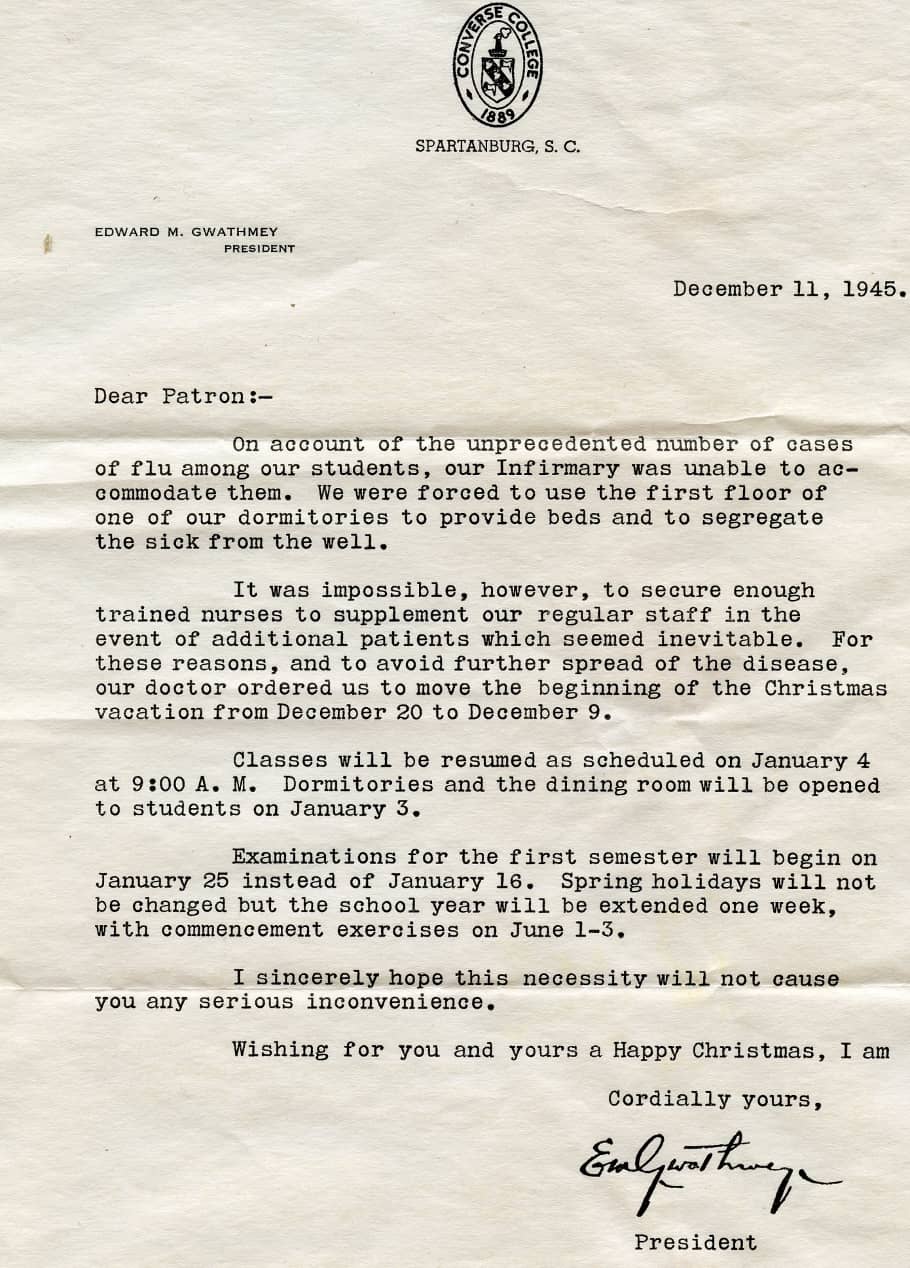 CONVERSE COLLEGE
1889
SPARTANBURG, S. C.
EDWARD M. GWATHMEY
PRESIDENT
December 11, 1945.
Dear Patron:—
On account of the unprecedented number of cases
of flu among our students, our Infirmary was unable to ac-
commodate them. We were forced to use the first floor of
one of our dormitories to provide beds and to segregate
the sick from the well.
It was impossible, however, to secure enough
trained nurses to supplement our regular staff in the
event of additional patients which seemed inevitable. For
these reasons, and to avoid further spread of the disease,
our doctor ordered us to move the beginning of the Christmas
vacation from December 20 to December 9.
Classes will be resumed as scheduled on January 4
at 9:00 A. M. Dormitories and the dining room will be opened
to students on January 3.
Examinations for the first semester will begin on
January 25 instead of January 16. Spring holidays will not
be changed but the school year will be extended one week,
with commencement exercises on June 1-3.
I sincerely hope this necessity will not cause
you any serious inconvenience.
Wishing for you and yours a Happy Christmas, I am
Cordially yours,
EmGwathmey
President